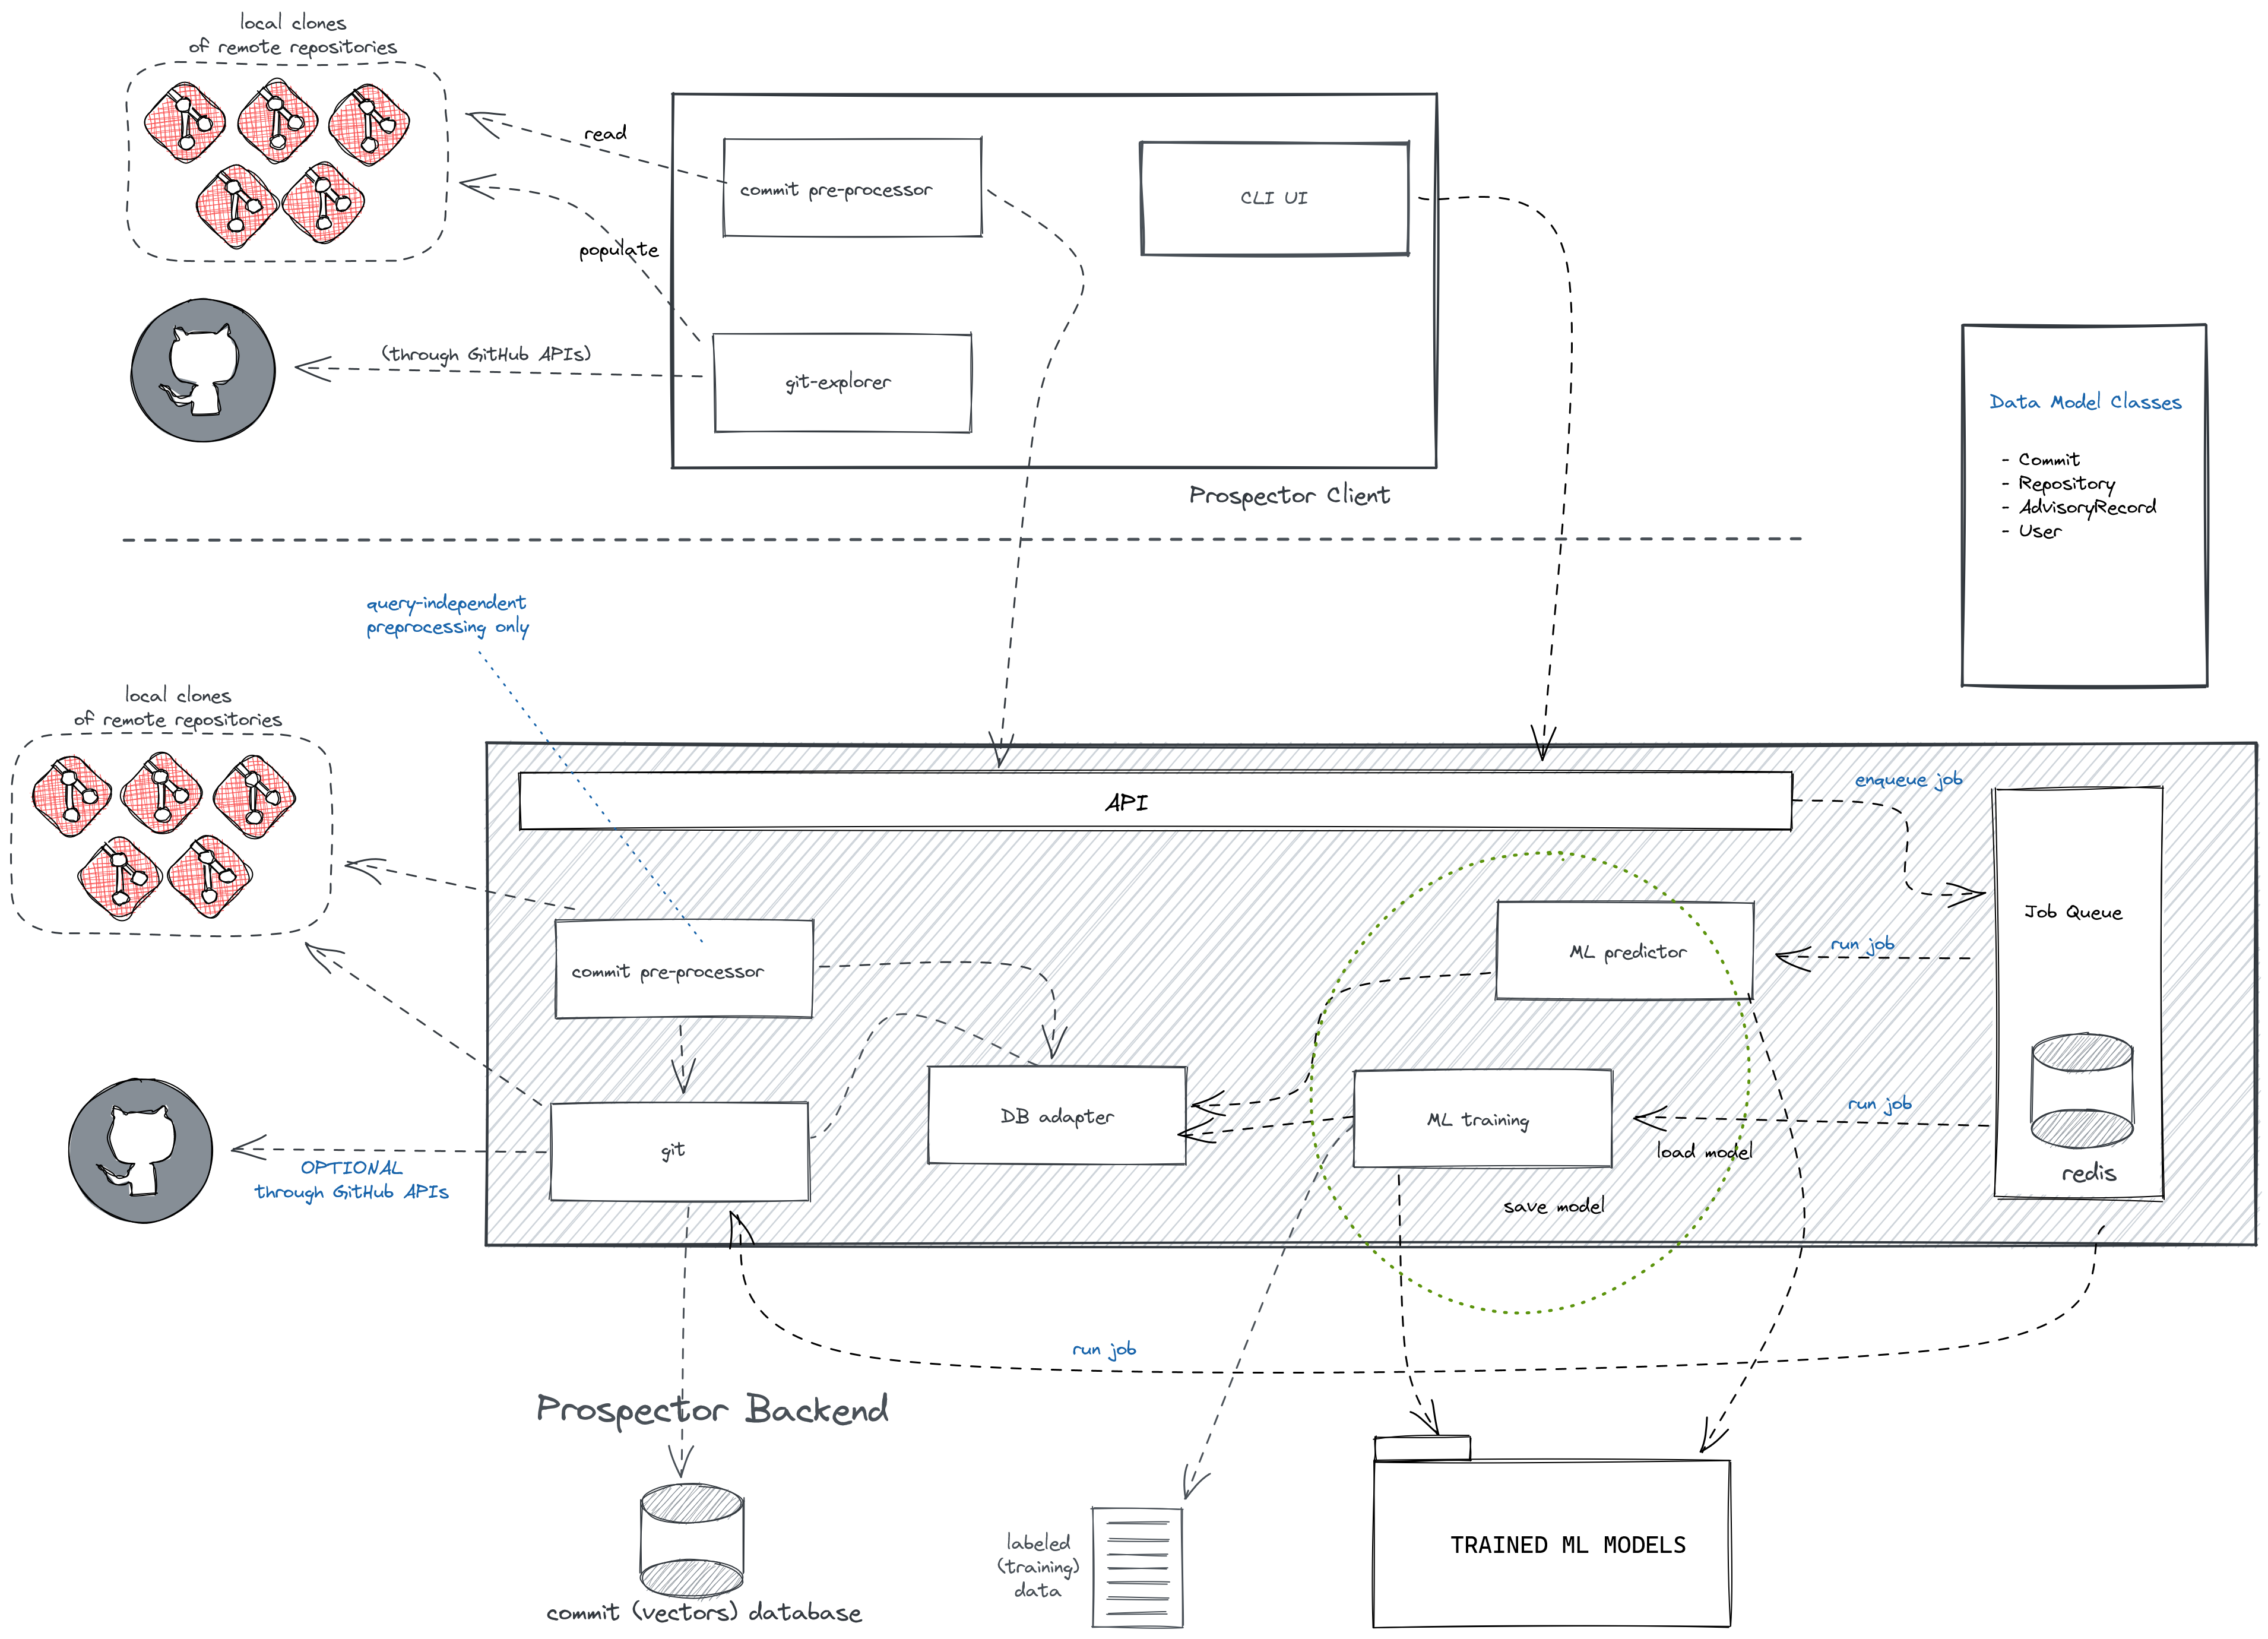 local clones
of remote repositories
read
commit pre-processor
CLI UI
populate
(through GitHub APIs)
git-explorer
Data Model Classes
- Commit
- Repository
- AdvisoryRecord
- User
Prospector Client
query-independent
preprocessing only
local clones
of remote repositories
enqueue job
API
Job Queue
run job
ML predictor
commit pre-processor
run job
DB adapter
ML training
git
load model
OPTIONAL
through GitHub APIs
redis
save model
run job
Prospector Backend
labeled
(training)
data
TRAINED ML MODELS
commit (vectors) database